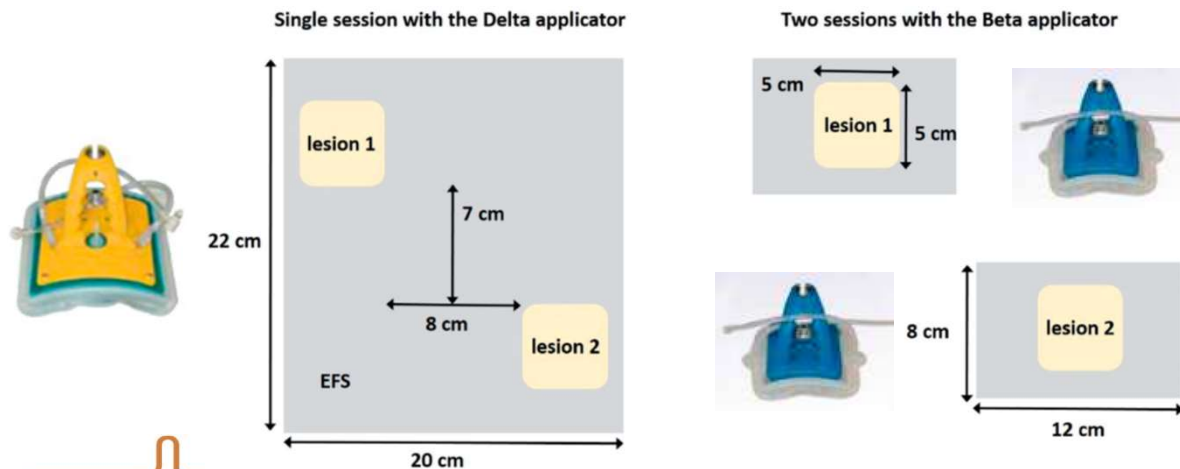 Single session with the Delta applicator
lesion 1
7 cm
22 cm
8 cm
lesion 2
EFS
20 cm
Two sessions with the Beta applicator
5 cm
lesion 1
5 cm
8 cm
lesion 2
12 cm